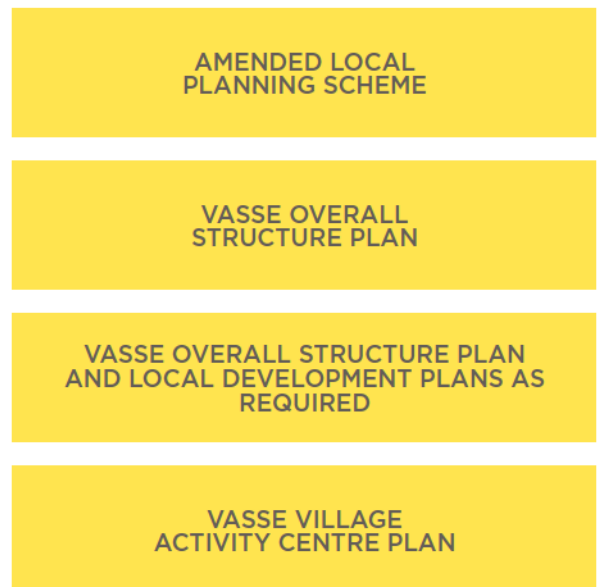 AMENDED LOCAL
PLANNING SCHEME
VASSE OVERALL
STRUCTURE PLAN
VASSE OVERALL STRUCTURE PLAN
AND LOCAL DEVELOPMENT PLANS AS
REQUIRED
VASSE VILLAGE
ACTIVITY CENTRE PLAN